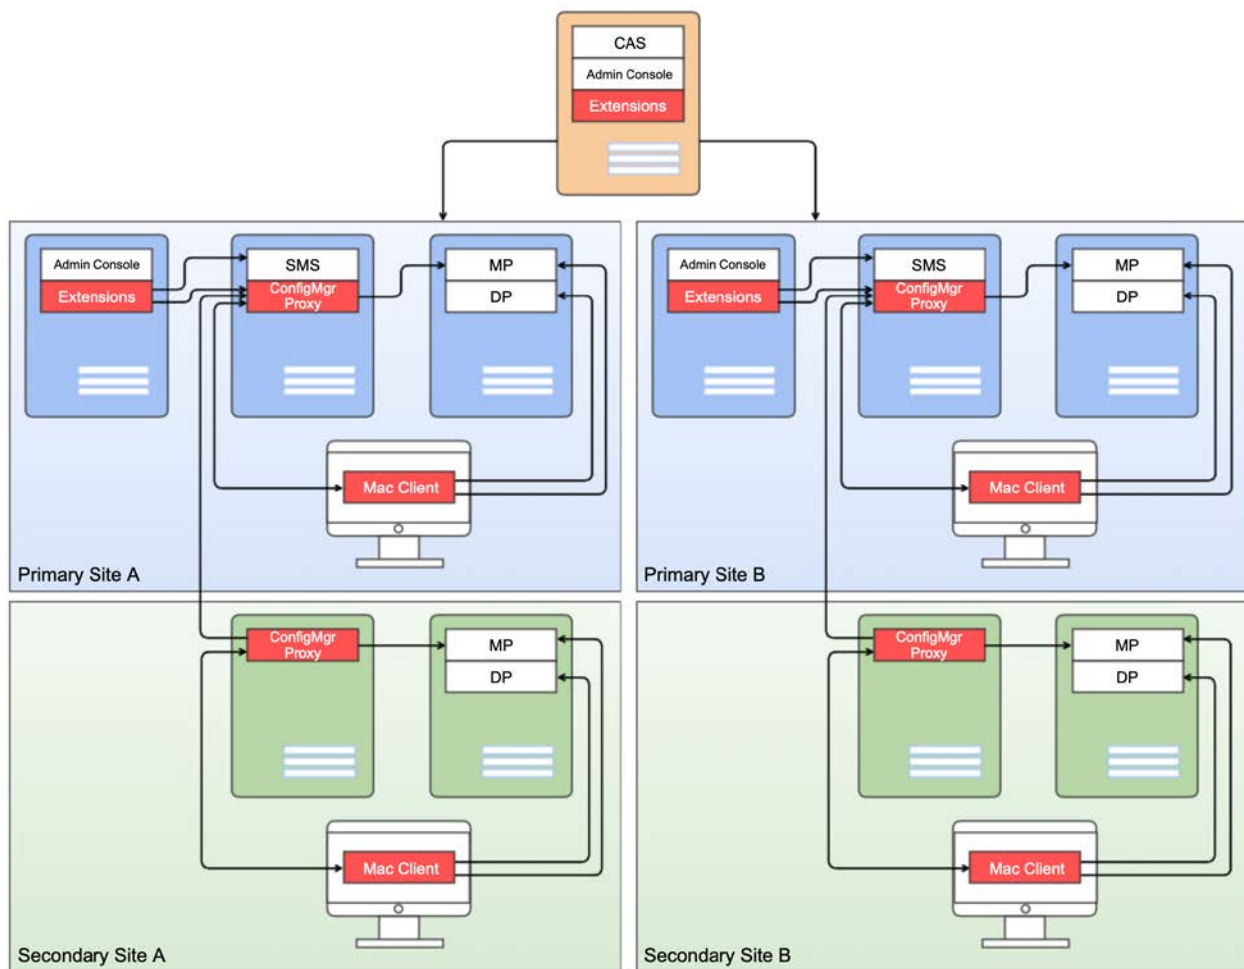 CAS
Admin Console
Extensions
Admin Console
Extensions
SMS
ConfigMgr
Proxy
MP
DP
Mac Client
Primary Site A
Admin Console
Extensions
SMS
ConfigMgr
Proxy
MP
DP
Mac Client
Primary Site B
ConfigMgr
Proxy
MP
DP
Mac Client
Secondary Site A
ConfigMgr
Proxy
MP
DP
Mac Client
Secondary Site B